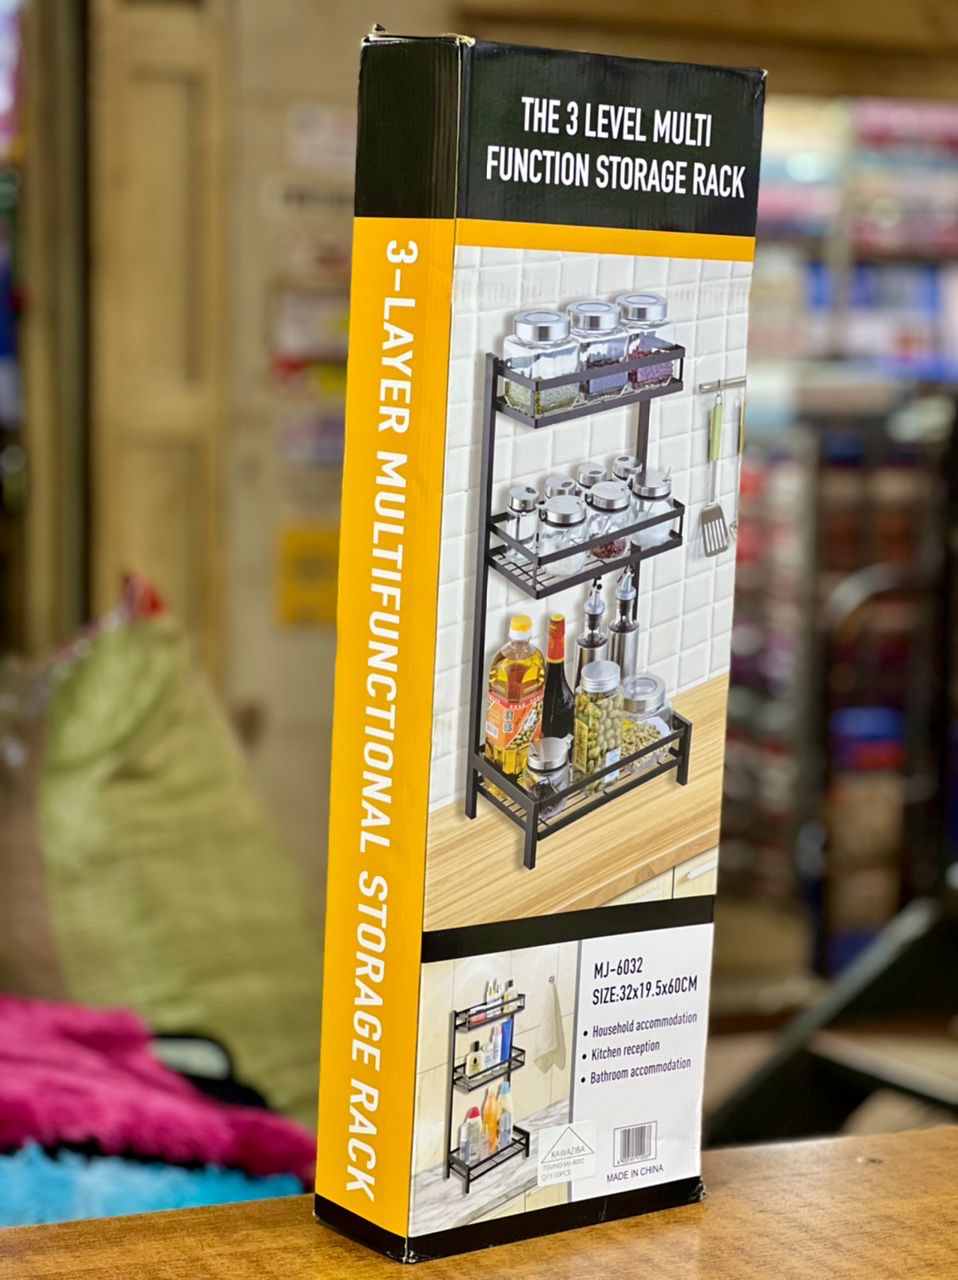 THE 3 LEVEL MULTI
FUNCTION STORAGE RACK
3-LAYER MULTIFUNCTIONAL STORAGE RACK
MJ-6032
SIZE:32x19.5x60CM
• Household accommodation
• Kitchen reception
• Bathroom accommodation
KAWAZIBA
MADE IN CHINA